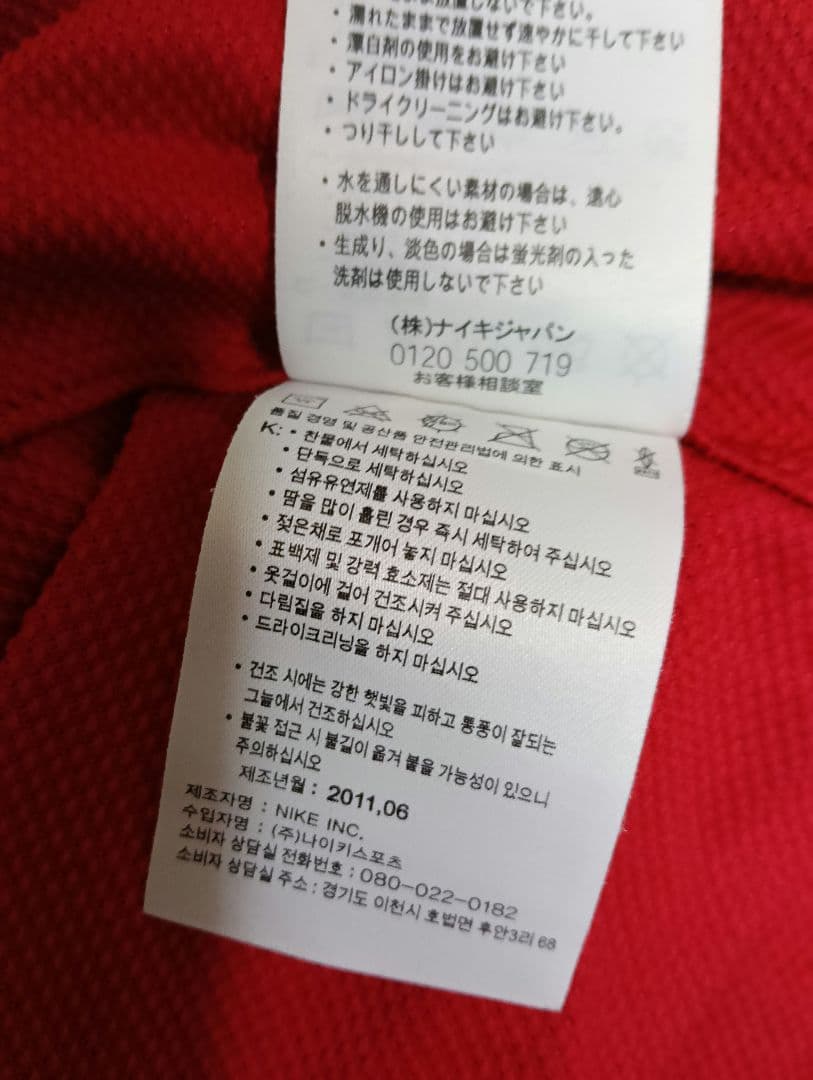 放置しないで下さい。
・濡れたままで放置せず速やかに干して下さい
・漂白剤の使用をお避け下さい
・アイロン掛けはお避け下さい
・ドライクリーニングはお避け下さい。
・つり干しして下さい
・水を通しにくい素材の場合は、遠心
脱水機の使用はお避け下さい
・生成り、淡色の場合は蛍光剤の入った
洗剤は使用しないで下さい
(株)ナイキジャパン
0120 500 719
お客様相談室
품질 경영 및 공산품 안전관리법에 의한 표시
K: • 찬물에서 세탁하십시오
• 단독으로 세탁하십시오
• 섬유유연제를 사용하지 마십시오
• 땀을 많이 흘린 경우 즉시 세탁하여 주십시오
• 젖은채로 포개어 놓지 마십시오
• 표백제 및 강력 효소제는 절대 사용하지 마십시오
• 옷걸이에 걸어 건조시켜 주십시오
• 다림질을 하지 마십시오
• 드라이크리닝을 하지 마십시오
• 건조 시에는 강한 햇빛을 피하고 통풍이 잘되는
그늘에서 건조하십시오
• 불꽃 접근 시 불길이 옮겨 붙을 가능성이 있으니
주의하십시오
제조년월 : 2011.06
제조자명 : NIKE INC.
수입자명 : (주)나이키스포츠
소비자 상담실 전화번호 : 080-022-0182
소비자 상담실 주소 : 경기도 이천시 호법면 후안3리 68